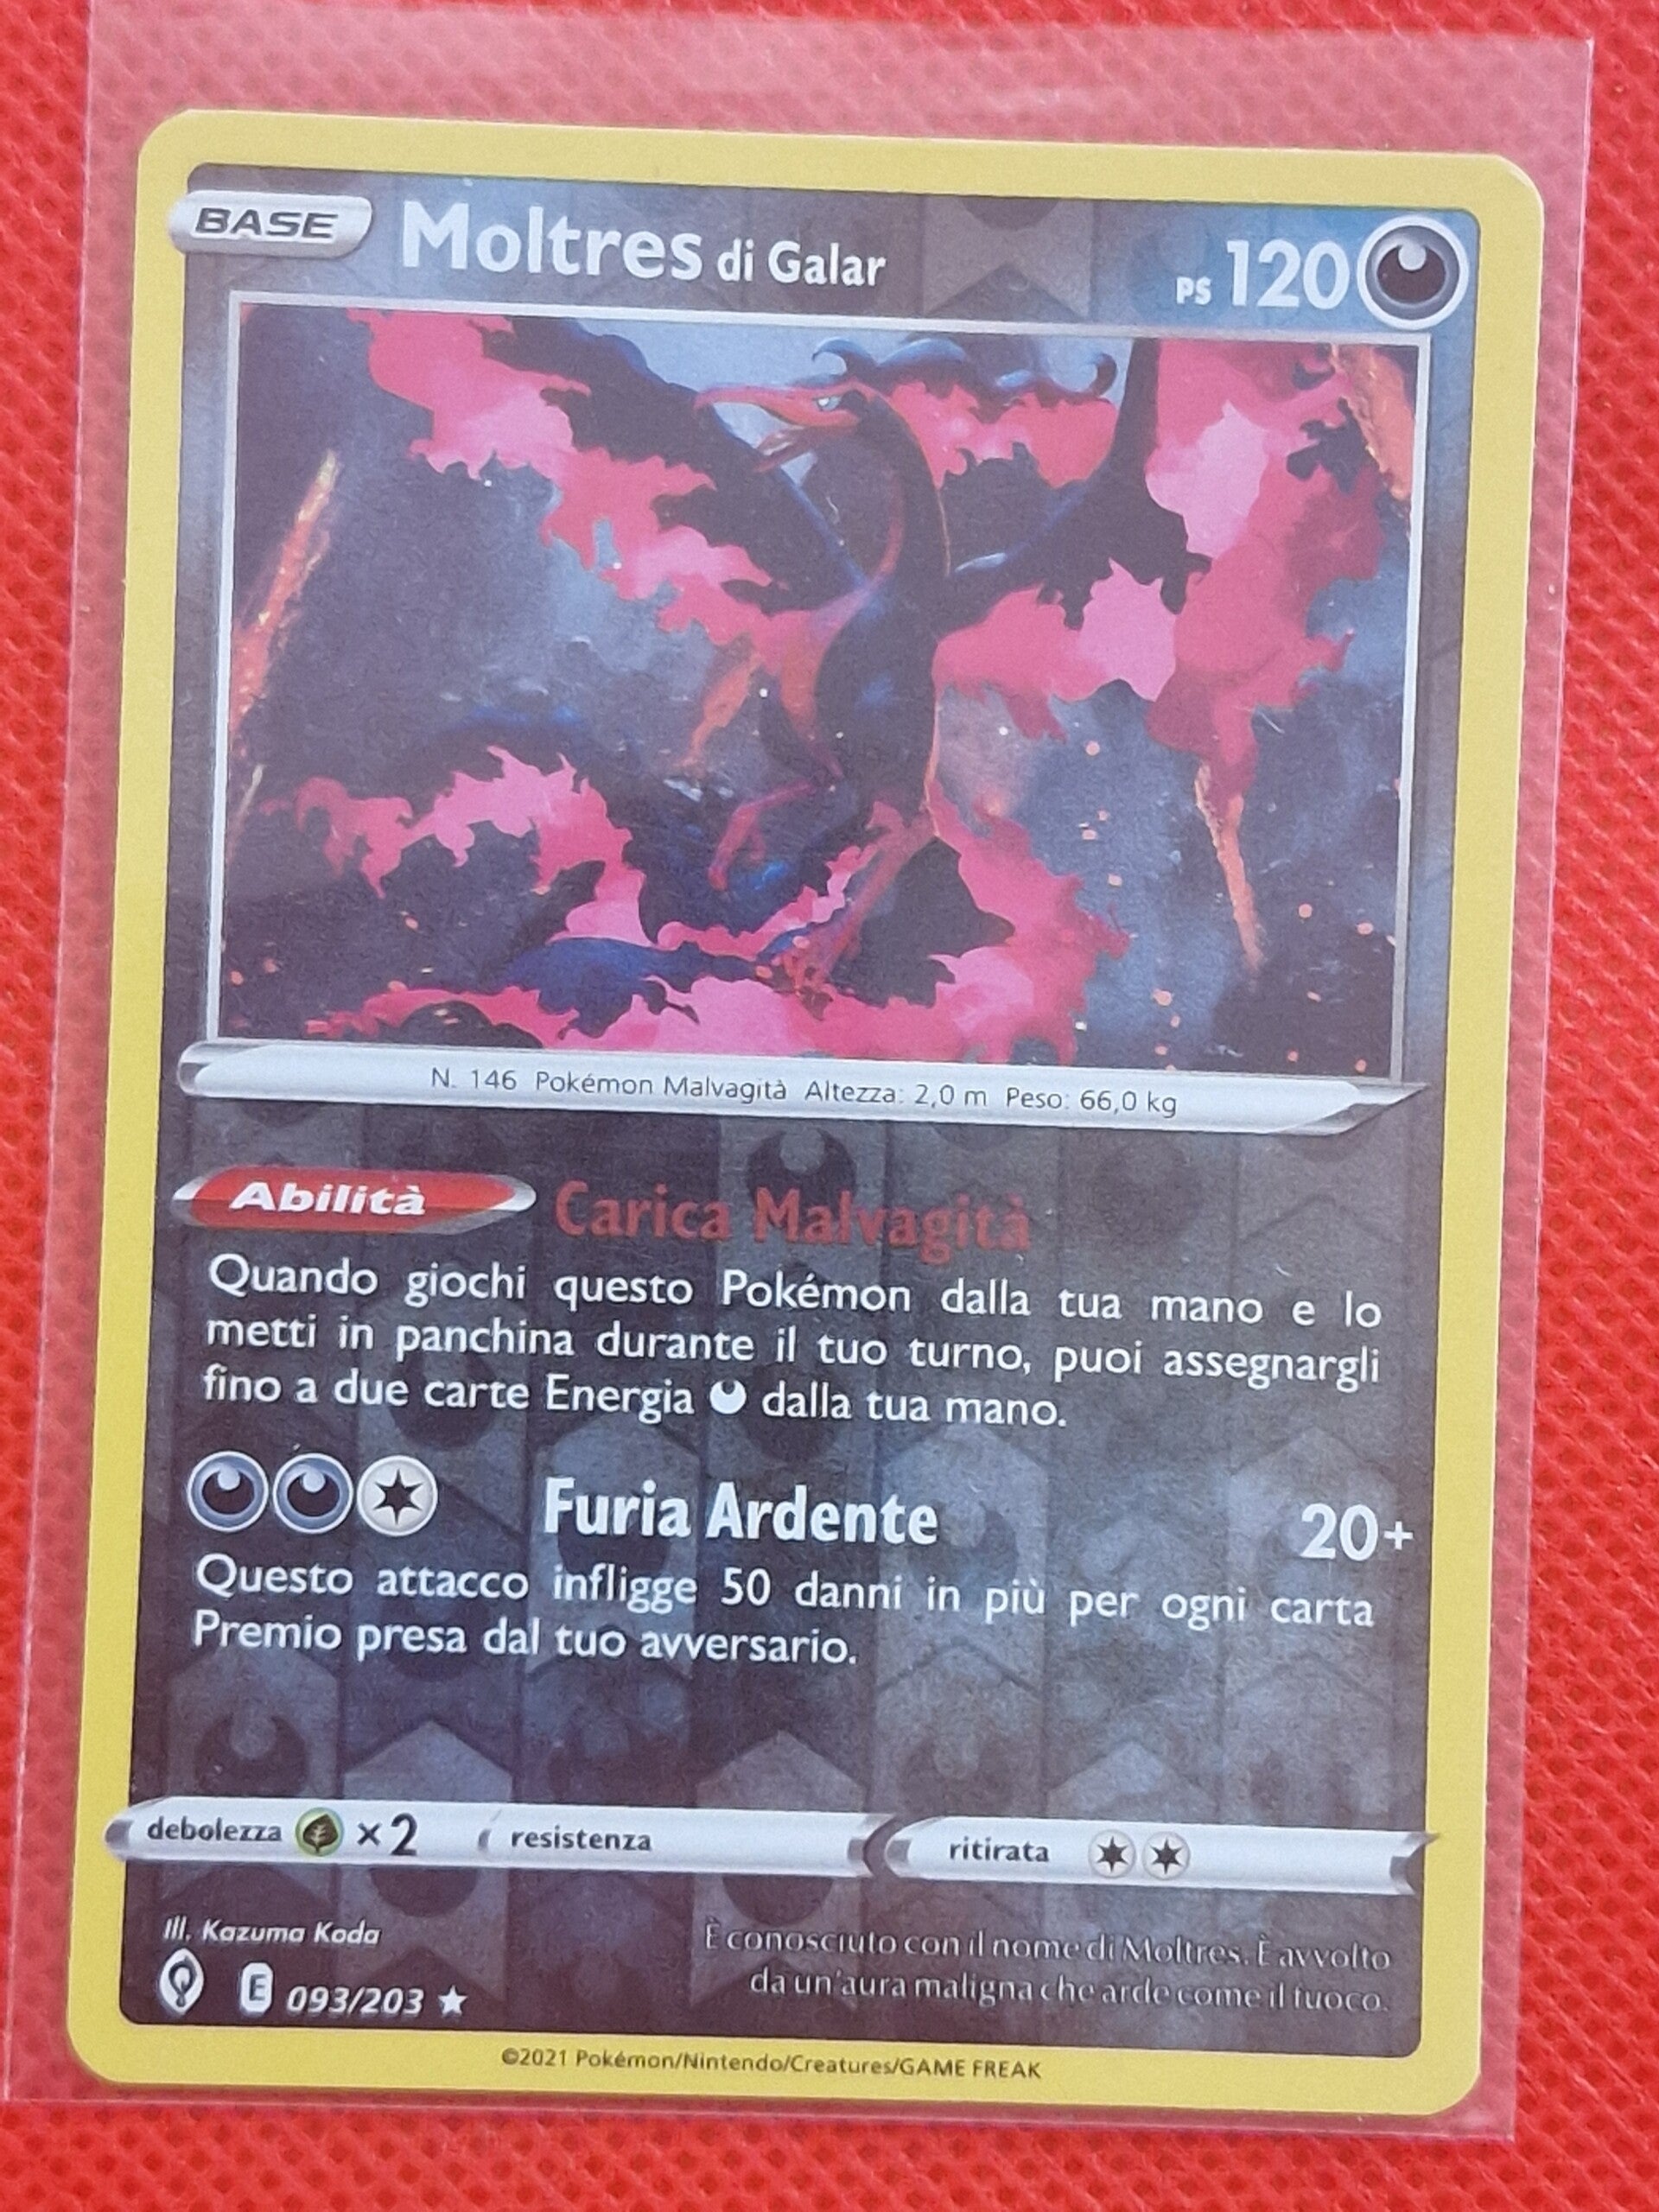 BASE Moltres di Galar PS 120
N. 146 Pokémon Malvagità Altezza: 2,0 m Peso: 66,0 kg
Abilità Carica Malvagità
Quando giochi questo Pokémon dalla tua mano e lo
metti in panchina durante il tuo turno, puoi assegnargli
fino a due carte Energia dalla tua mano.
Furia Ardente 20+
Questo attacco infligge 50 danni in più per ogni carta
Premio presa dal tuo avversario.
debolezza ×2 resistenza ritirata
Ill. Kazuma Koda
È conosciuto con il nome di Moltres. È avvolto
da un'aura maligna che arde come il fuoco.
E 093/203 ★
©2021 Pokémon/Nintendo/Creatures/GAME FREAK